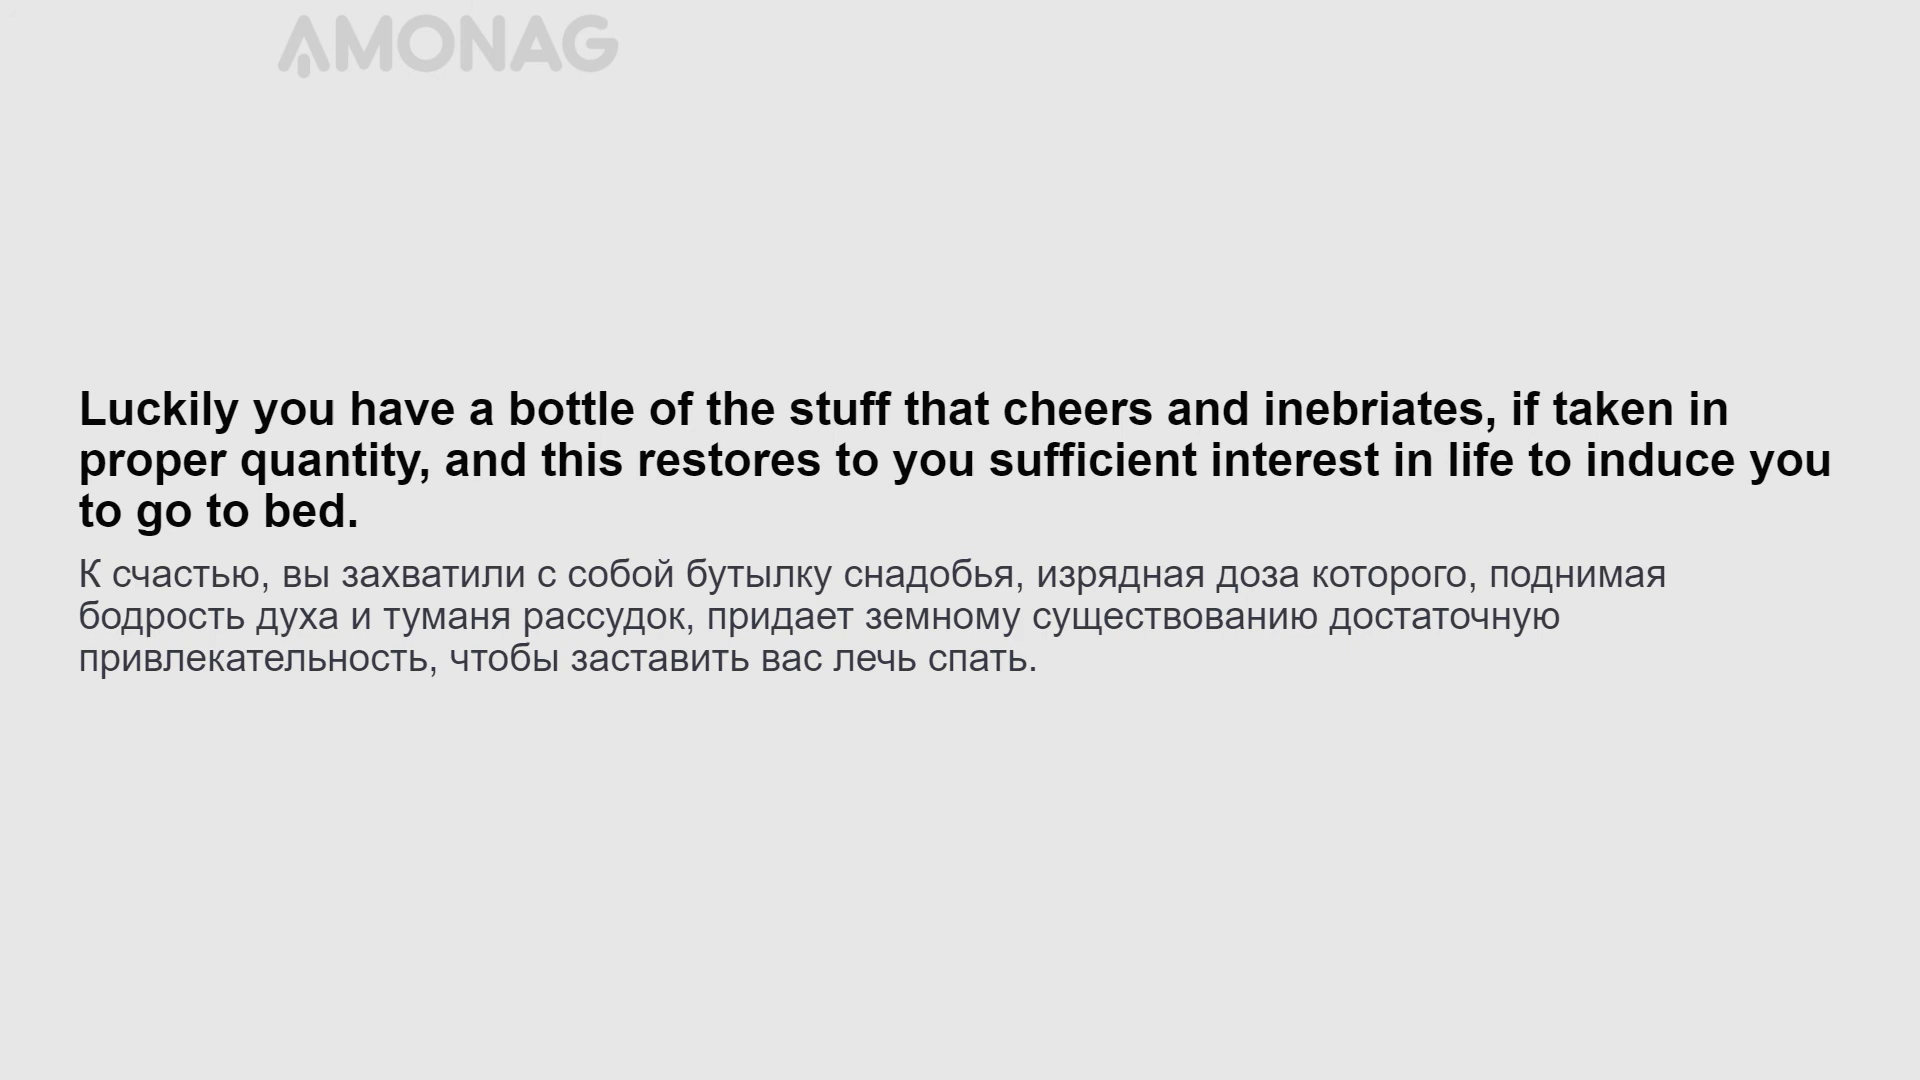 AMONAG
Luckily you have a bottle of the stuff that cheers and inebriates, if taken in
proper quantity, and this restores to you sufficient interest in life to induce you
to go to bed.
К счастью, вы захватили с собой бутылку снадобья, изрядная доза которого, поднимая
бодрость духа и туманя рассудок, придает земному существованию достаточную
привлекательность, чтобы заставить вас лечь спать.